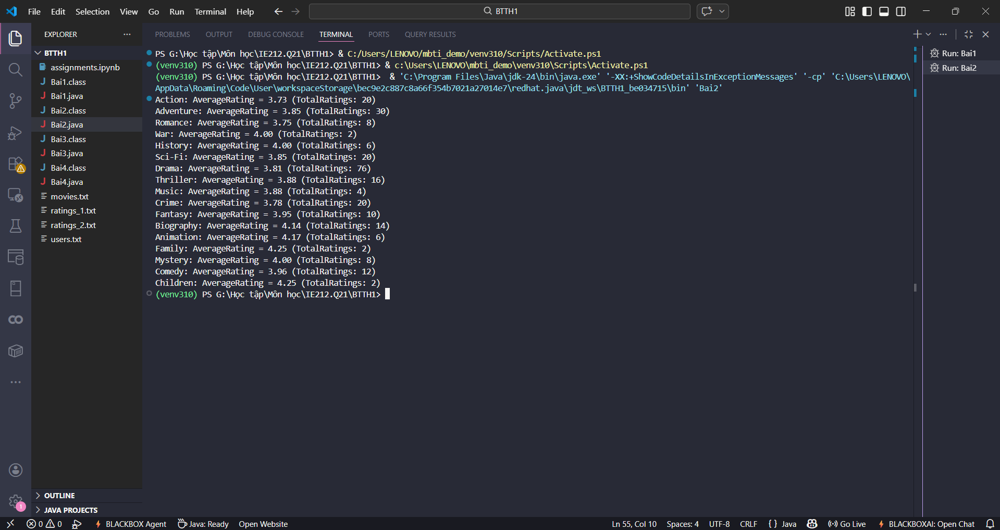 File Edit Selection View Go Run Terminal Help
BTTH1
EXPLORER
BTTH1
assignments.ipynb
Bai1.class
Bai1.java
Bai2.class
Bai2.java
Bai3.class
Bai3.java
Bai4.class
Bai4.java
movies.txt
ratings_1.txt
ratings_2.txt
users.txt
OUTLINE
JAVA PROJECTS
PROBLEMS OUTPUT DEBUG CONSOLE TERMINAL PORTS QUERY RESULTS
PS G:\Học tập\Môn học\IE212.Q21\BTTH1> & C:/Users/LENOVO/mbti_demo/venv310/Scripts/Activate.ps1
(venv310) PS G:\Học tập\Môn học\IE212.Q21\BTTH1> & c:\Users\LENOVO\mbti_demo\venv310\Scripts\Activate.ps1
(venv310) PS G:\Học tập\Môn học\IE212.Q21\BTTH1>  & 'C:\Program Files\Java\jdk-24\bin\java.exe' '-XX:+ShowCodeDetailsInExceptionMessages' '-cp' 'C:\Users\LENOVO\
AppData\Roaming\Code\User\workspaceStorage\bec9e2c887c8a66f354b7021a27014e7\redhat.java\jdt_ws\BTTH1_be034715\bin' 'Bai2'
Action: AverageRating = 3.73 (TotalRatings: 20)
Adventure: AverageRating = 3.85 (TotalRatings: 30)
Romance: AverageRating = 3.75 (TotalRatings: 8)
War: AverageRating = 4.00 (TotalRatings: 2)
History: AverageRating = 4.00 (TotalRatings: 6)
Sci-Fi: AverageRating = 3.85 (TotalRatings: 20)
Drama: AverageRating = 3.81 (TotalRatings: 76)
Thriller: AverageRating = 3.88 (TotalRatings: 16)
Music: AverageRating = 3.88 (TotalRatings: 4)
Crime: AverageRating = 3.78 (TotalRatings: 20)
Fantasy: AverageRating = 3.95 (TotalRatings: 10)
Biography: AverageRating = 4.14 (TotalRatings: 14)
Animation: AverageRating = 4.17 (TotalRatings: 6)
Family: AverageRating = 4.25 (TotalRatings: 2)
Mystery: AverageRating = 4.00 (TotalRatings: 8)
Comedy: AverageRating = 3.96 (TotalRatings: 12)
Children: AverageRating = 4.25 (TotalRatings: 2)
(venv310) PS G:\Học tập\Môn học\IE212.Q21\BTTH1>
Run: Bai1
Run: Bai2
1
0 0 BLACKBOX Agent Java: Ready Open Website Ln 55, Col 10 Spaces: 4 UTF-8 CRLF { } Java Go Live BLACKBOXAI: Open Chat